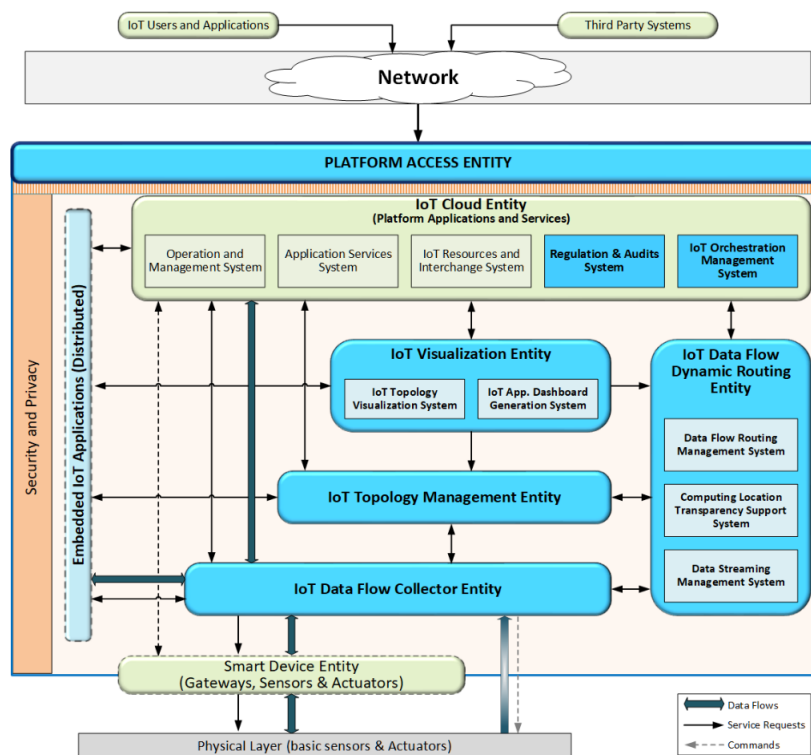 IoT Users and Applications
Third Party Systems
Network
PLATFORM ACCESS ENTITY
Security and Privacy
Embedded IoT Applications (Distributed)
IoT Cloud Entity
(Platform Applications and Services)
Operation and
Management System
Application Services
System
IoT Resources and
Interchange System
Regulation & Audits
System
IoT Orchestration
Management
System
IoT Visualization Entity
IoT Topology
Visualization System
IoT App. Dashboard
Generation System
IoT Data Flow
Dynamic Routing
Entity
Data Flow Routing
Management System
Computing Location
Transparency Support
System
Data Streaming
Management System
IoT Topology Management Entity
IoT Data Flow Collector Entity
Smart Device Entity
(Gateways, Sensors & Actuators)
Physical Layer (basic sensors & Actuators)
Data Flows
Service Requests
Commands